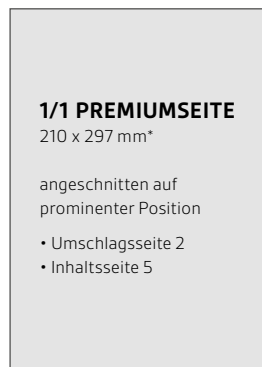 1/1 PREMIUMSEITE
210 x 297 mm*
angeschnitten auf
prominenter Position
• Umschlagsseite 2
• Inhaltsseite 5